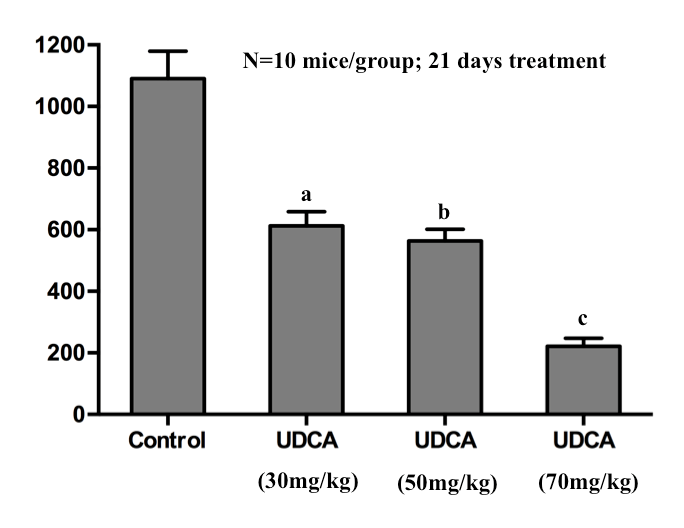 1200
N=10 mice/group; 21 days treatment
1000
800
a
b
600
400
c
200
0
Control UDCA UDCA UDCA
(30mg/kg) (50mg/kg) (70mg/kg)